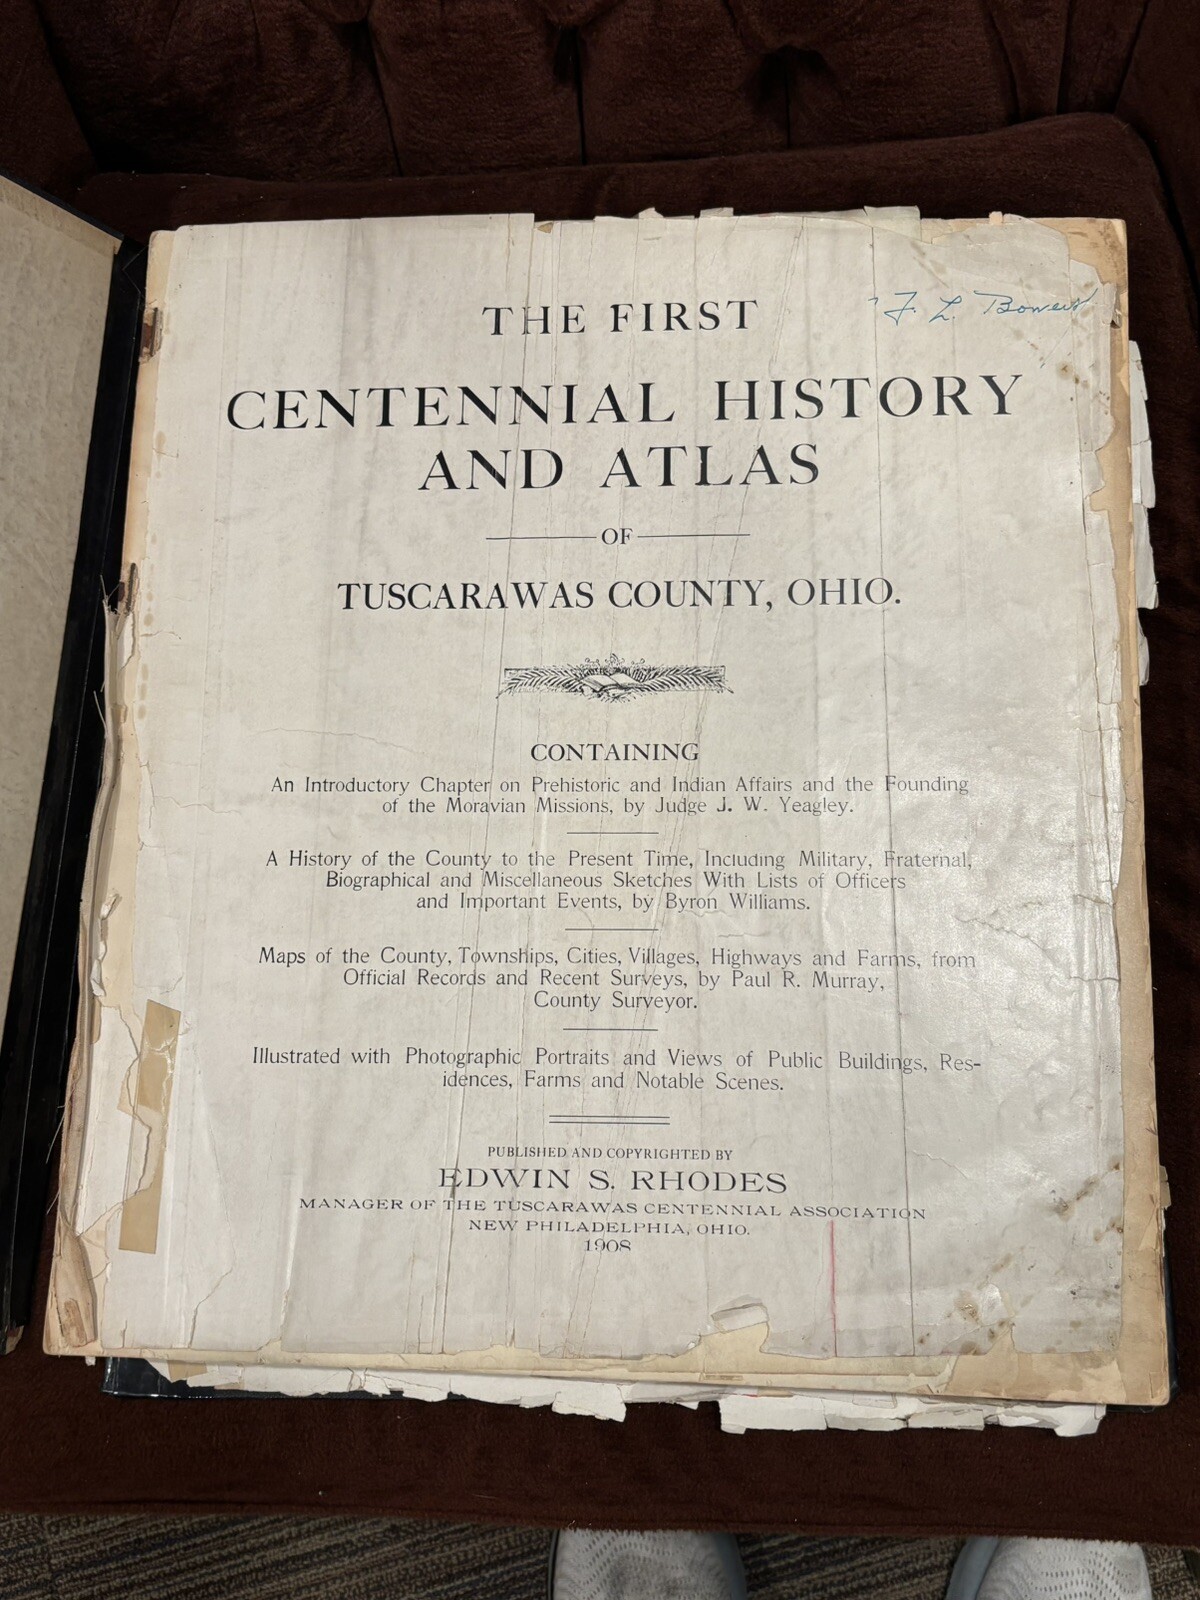 THE FIRST
F. L.
CENTENNIAL HISTORY
AND ATLAS
OF
TUSCARAWAS COUNTY, OHIO.
CONTAINING
An Introductory Chapter on Prehistoric and Indian Affairs and the Founding
of the Moravian Missions, by Judge J. W. Yeagley.
A History of the County to the Present Time, Including Military, Fraternal,
Biographical and Miscellaneous Sketches With Lists of Officers
and Important Events, by Byron Williams.
Maps of the County, Townships, Cities, Villages, Highways and Farms, from
Official Records and Recent Surveys, by Paul R. Murray,
County Surveyor.
Illustrated with Photographic Portraits and Views of Public Buildings, Res-
idences, Farms and Notable Scenes.
PUBLISHED AND COPYRIGHTED BY
EDWIN S. RHODES
MANAGER OF THE TUSCARAWAS CENTENNIAL ASSOCIATION
NEW PHILADELPHIA, OHIO.
1908